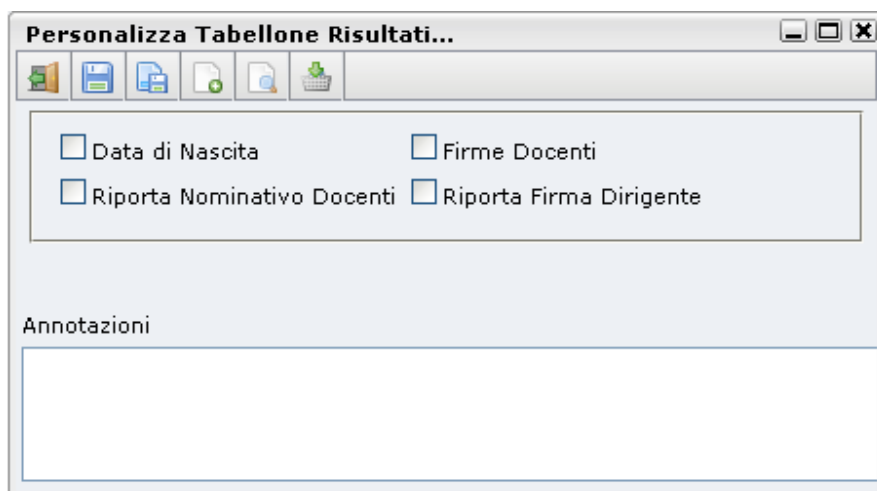 Personalizza Tabellone Risultati...
Data di Nascita Firme Docenti
Riporta Nominativo Docenti Riporta Firma Dirigente
Annotazioni